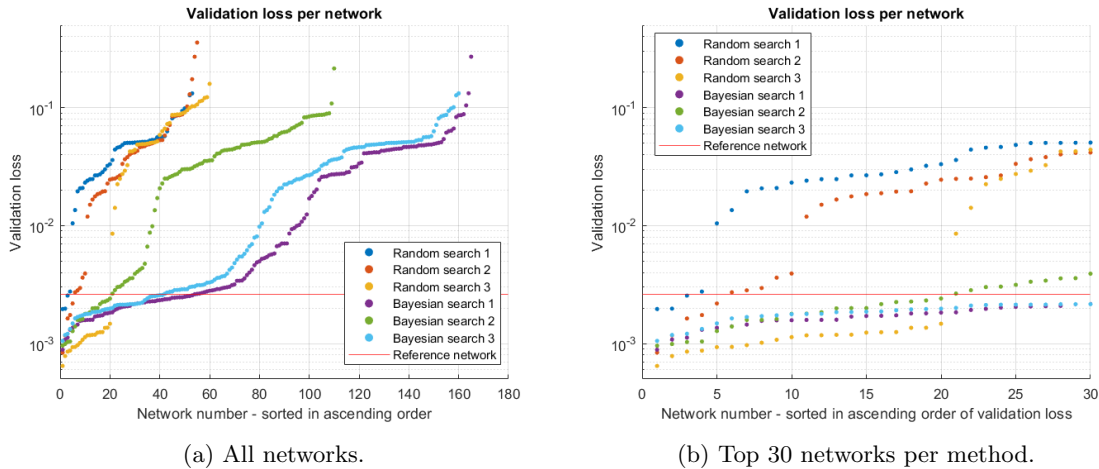 Validation loss per network
Validation loss
10^-1
10^-2
10^-3
0 20 40 60 80 100 120 140 160 180
Network number - sorted in ascending order
Random search 1
Random search 2
Random search 3
Bayesian search 1
Bayesian search 2
Bayesian search 3
Reference network
(a) All networks.
Validation loss per network
Validation loss
10^-1
10^-2
10^-3
0 5 10 15 20 25 30
Network number - sorted in ascending order of validation loss
Random search 1
Random search 2
Random search 3
Bayesian search 1
Bayesian search 2
Bayesian search 3
Reference network
(b) Top 30 networks per method.